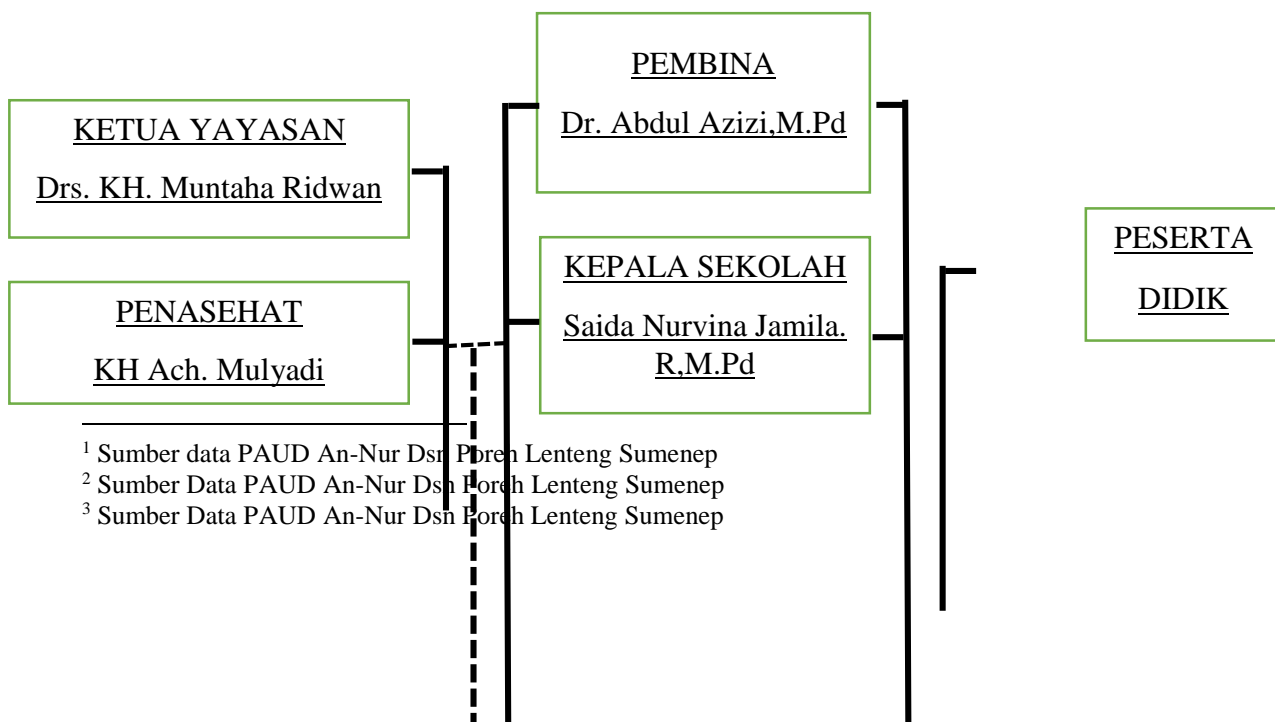 KETUA YAYASAN
Drs. KH. Muntaha Ridwan
PENASEHAT
KH Ach. Mulyadi
PEMBINA
Dr. Abdul Azizi,M.Pd
KEPALA SEKOLAH
Saida Nurvina Jamila.
R,M.Pd
PESERTA
DIDIK
1 Sumber data PAUD An-Nur Dsn Poreh Lenteng Sumenep
2 Sumber Data PAUD An-Nur Dsn Poreh Lenteng Sumenep
3 Sumber Data PAUD An-Nur Dsn Poreh Lenteng Sumenep